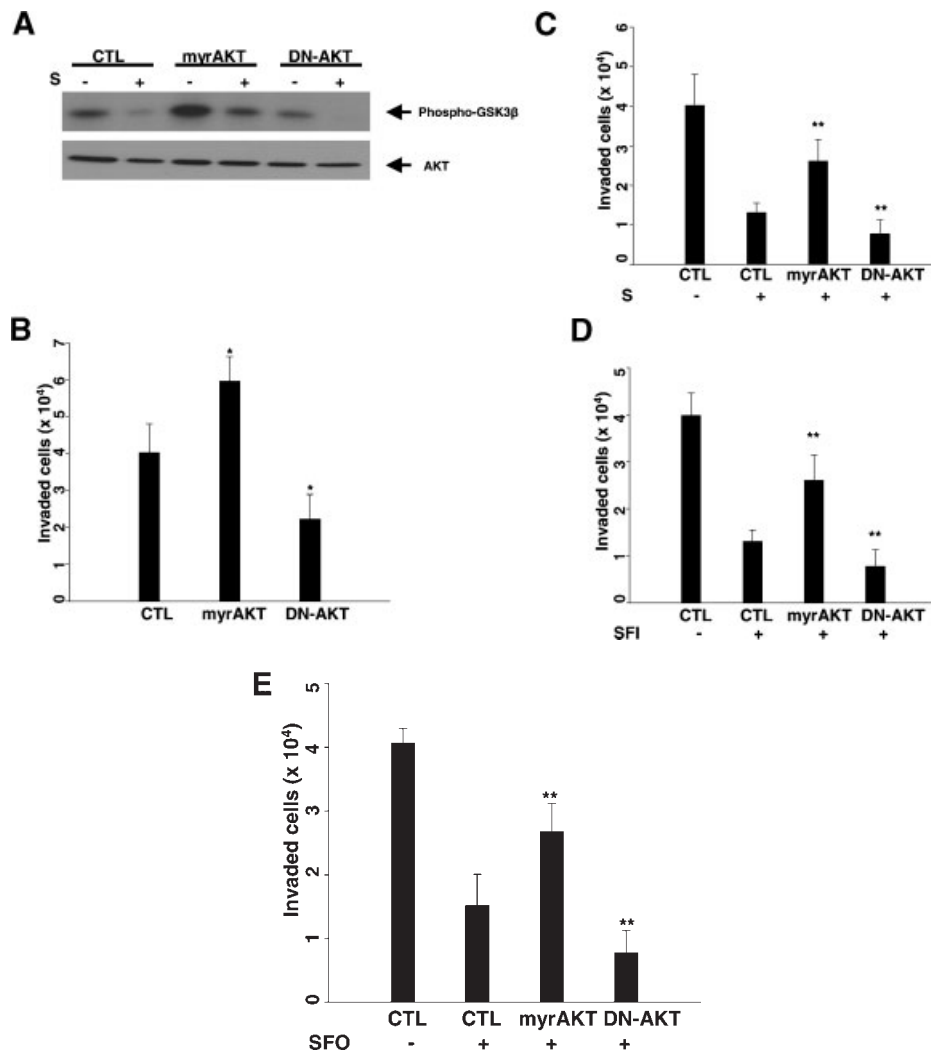 A
CTL myrAKT DN-AKT
S - + - + - +
Phospho-GSK3β
AKT
B
Invaded cells (x 10⁴)
7
6
5
4
3
2
1
0
* *
CTL myrAKT DN-AKT
C
Invaded cells (x 10⁴)
6
5
4
3
2
1
0
** **
CTL CTL myrAKT DN-AKT
S - + + +
D
Invaded cells (x 10⁴)
5
4
3
2
1
0
** **
CTL CTL myrAKT DN-AKT
SFI - + + +
E
Invaded cells (x 10⁴)
5
4
3
2
1
0
** **
CTL CTL myrAKT DN-AKT
SFO - + + +